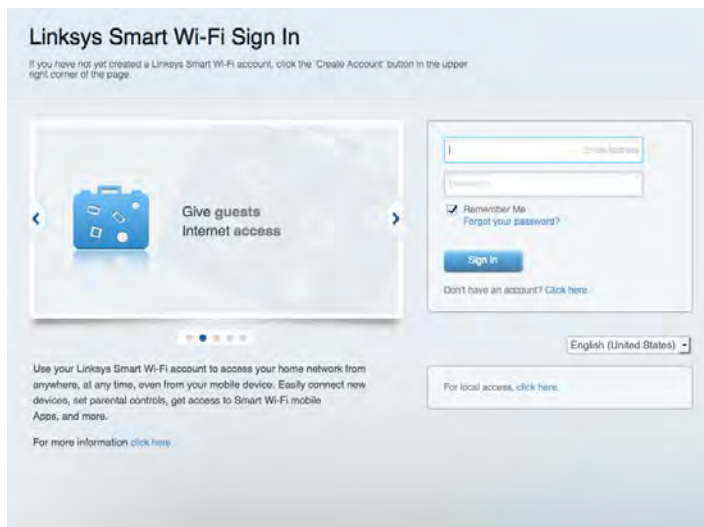 Linksys Smart Wi-Fi Sign In
If you have not yet created a Linksys Smart Wi-Fi account, click the 'Create Account' button in the upper
right corner of the page.
Give guests
Internet access
Email Address
Password
Remember Me
Forgot your password?
Sign in
Don't have an account? Click here.
English (United States)
Use your Linksys Smart Wi-Fi account to access your home network from
anywhere, at any time, even from your mobile device. Easily connect new
devices, set parental controls, get access to Smart Wi-Fi mobile
Apps, and more.
For more information click here
For local access, click here.